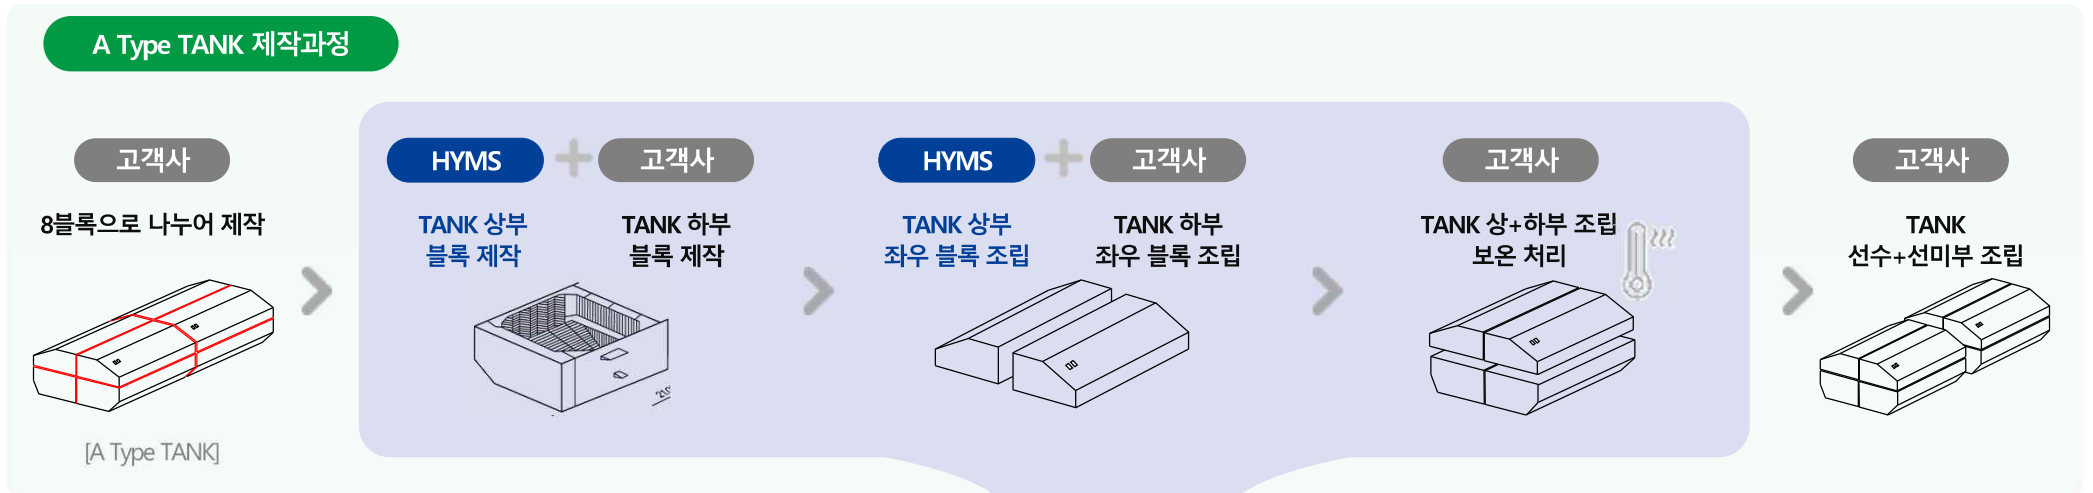 A Type TANK 제작과정
고객사
8블록으로 나누어 제작
[A Type TANK]
HYMS + 고객사
TANK 상부
블록 제작
TANK 하부
블록 제작
HYMS + 고객사
TANK 상부
좌우 블록 조립
TANK 하부
좌우 블록 조립
고객사
TANK 상+하부 조립
보온 처리
고객사
TANK
선수+선미부 조립